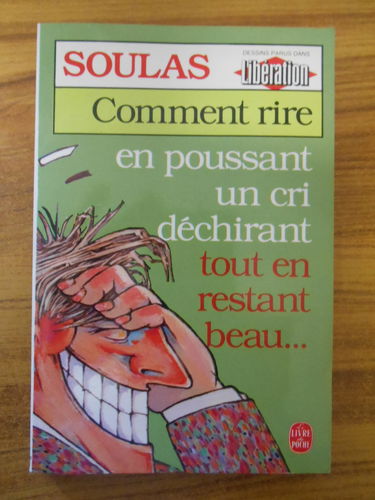 SOULAS
DESSINS PARUS DANS
Libération
Comment rire
en poussant
un cri
déchirant
tout en
restant
beau...
LE
LIVRE
de
POCHE